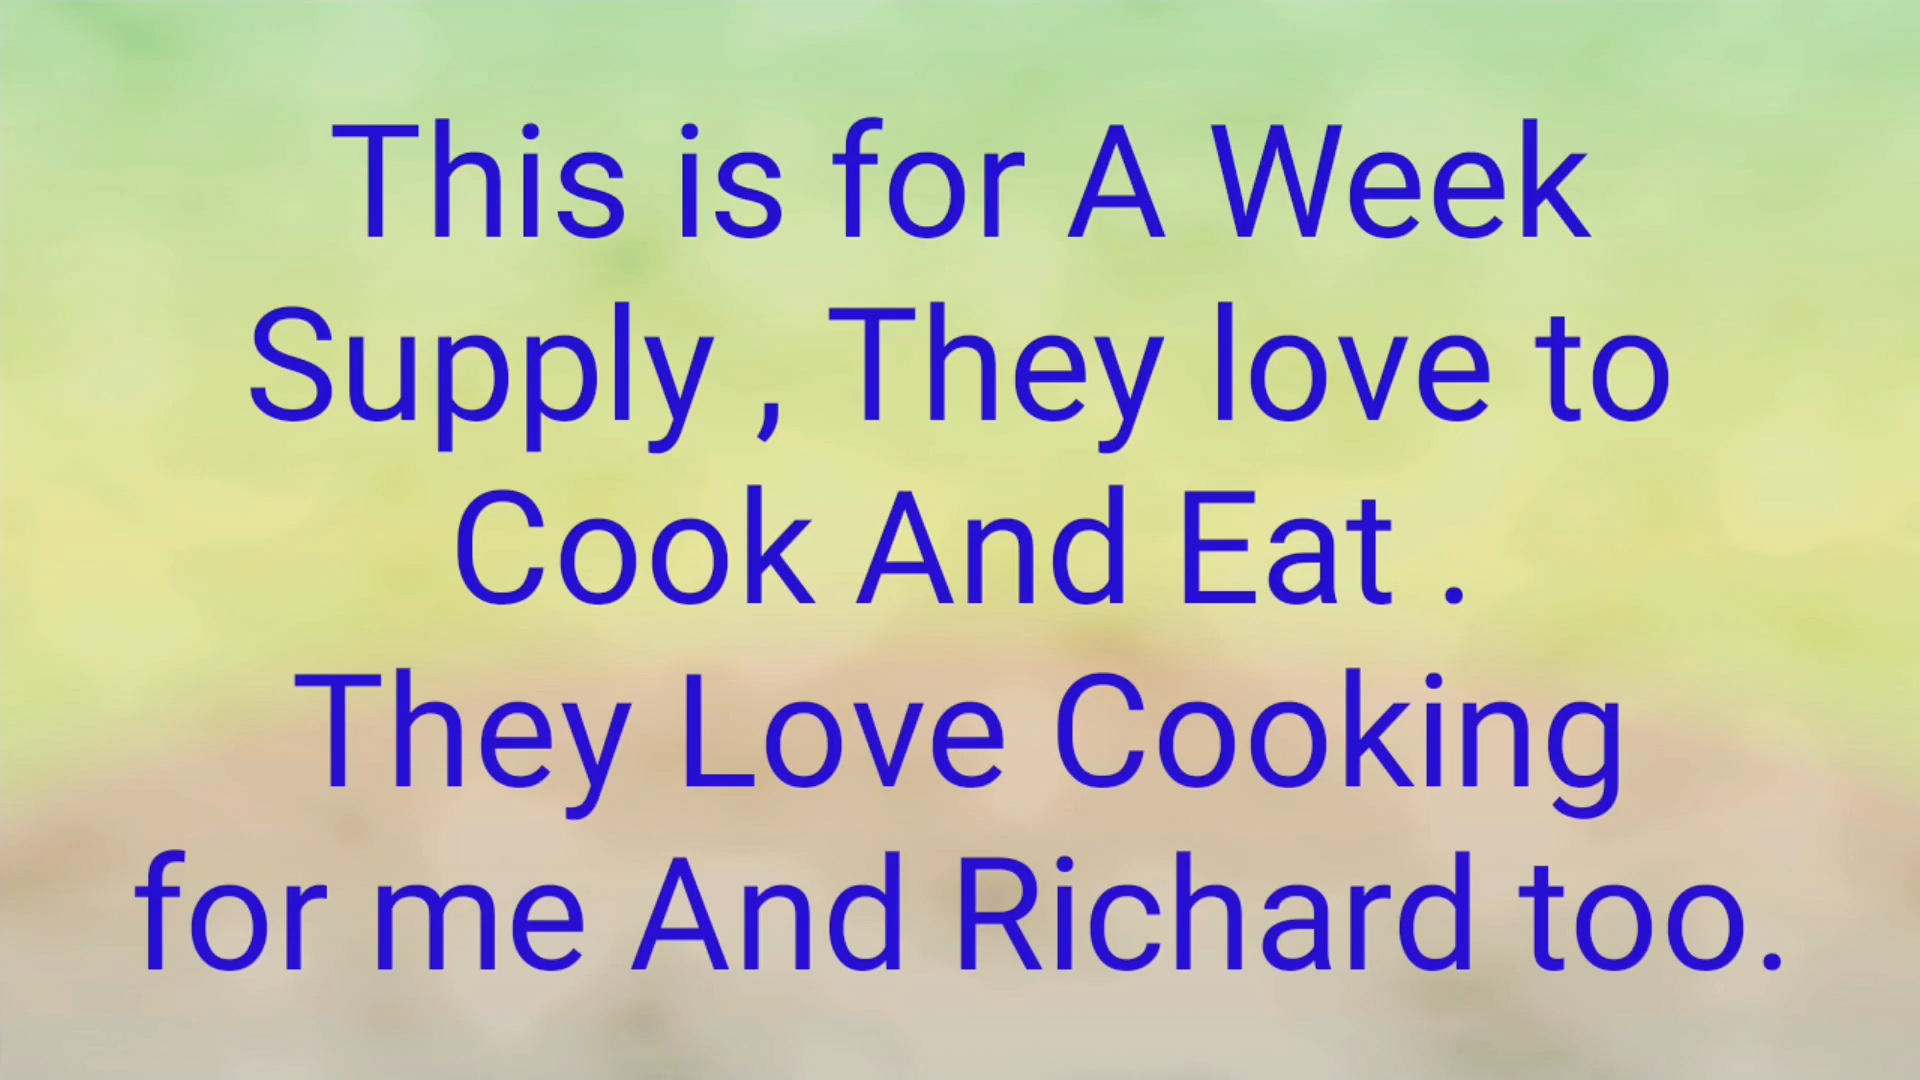 This is for A Week
Supply , They love to
Cook And Eat .
They Love Cooking
for me And Richard too.